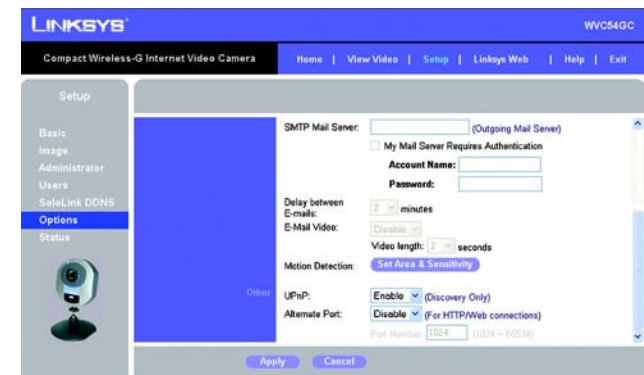 LINKSYS®
WVC54GC
Compact Wireless-G Internet Video Camera
Home | View Video | Setup | Linksys Web | Help | Exit
Setup
Basic
Image
Administrator
Users
SoloLink DDNS
Options
Status
SMTP Mail Server: (Outgoing Mail Server)
My Mail Server Requires Authentication
Account Name:
Password:
Delay between E-mails: 2 minutes
E-Mail Video: Disable
Video length: 2 seconds
Motion Detection: Set Area & Sensitivity
Other
UPnP: Enable (Discovery Only)
Alternate Port: Disable (For HTTP/Web connections)
Port Number: 1024 (1024 ~ 65534)
Apply Cancel